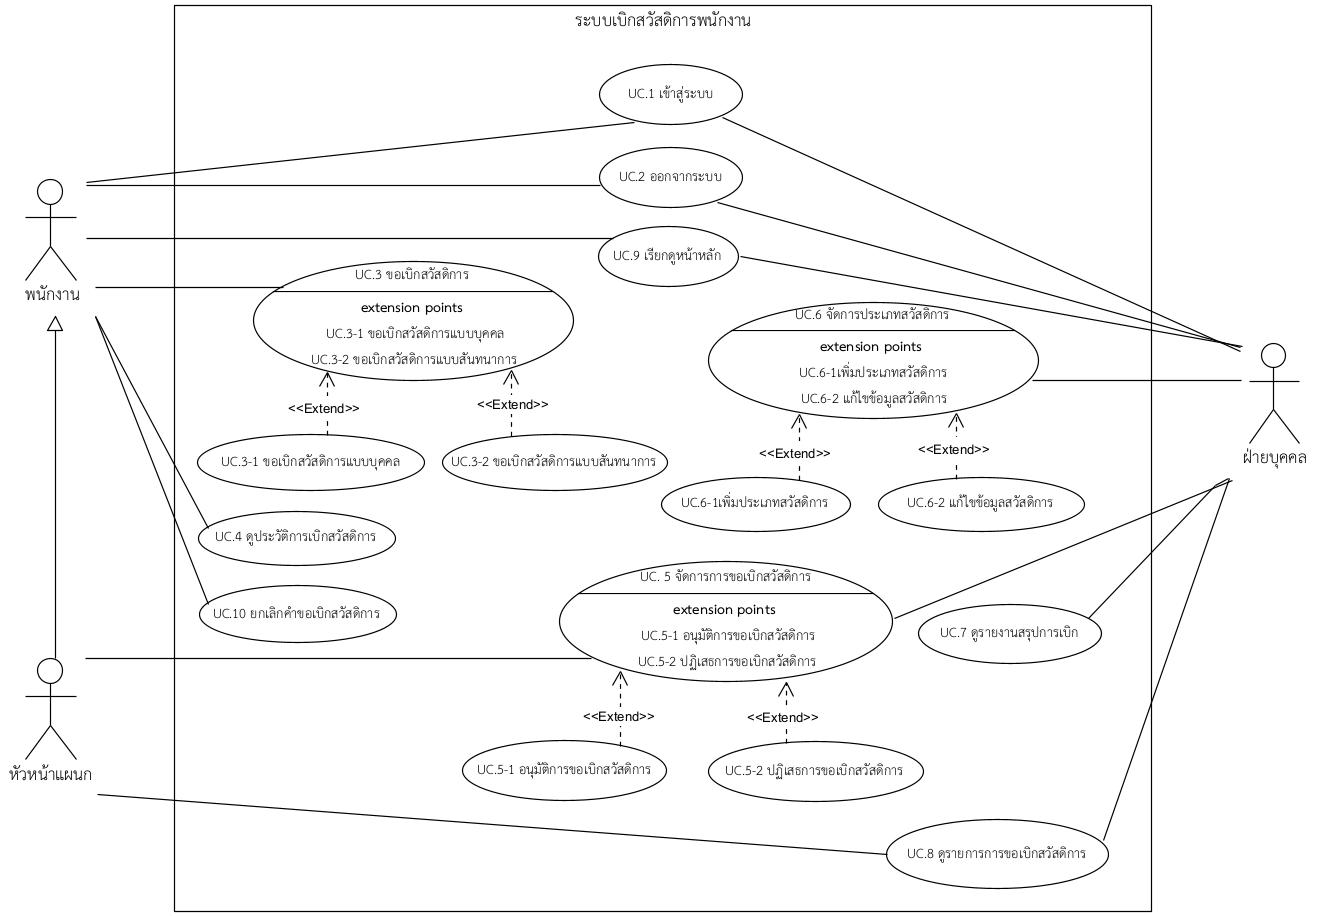 ระบบเบิกสวัสดิการพนักงาน
UC.1 เข้าสู่ระบบ
UC.2 ออกจากระบบ
UC.9 เรียกดูหน้าหลัก
พนักงาน
UC.3 ขอเบิกสวัสดิการ
extension points
UC.3-1 ขอเบิกสวัสดิการแบบบุคคล
UC.3-2 ขอเบิกสวัสดิการแบบสันทนาการ
<<Extend>>
<<Extend>>
UC.3-1 ขอเบิกสวัสดิการแบบบุคคล
UC.3-2 ขอเบิกสวัสดิการแบบสันทนาการ
UC.6 จัดการประเภทสวัสดิการ
extension points
UC.6-1เพิ่มประเภทสวัสดิการ
UC.6-2 แก้ไขข้อมูลสวัสดิการ
<<Extend>>
<<Extend>>
UC.6-1เพิ่มประเภทสวัสดิการ
UC.6-2 แก้ไขข้อมูลสวัสดิการ
ฝ่ายบุคคล
UC.4 ดูประวัติการเบิกสวัสดิการ
UC.10 ยกเลิกคำขอเบิกสวัสดิการ
UC. 5 จัดการการขอเบิกสวัสดิการ
extension points
UC.5-1 อนุมัติการขอเบิกสวัสดิการ
UC.5-2 ปฏิเสธการขอเบิกสวัสดิการ
UC.7 ดูรายงานสรุปการเบิก
<<Extend>>
<<Extend>>
UC.5-1 อนุมัติการขอเบิกสวัสดิการ
UC.5-2 ปฏิเสธการขอเบิกสวัสดิการ
หัวหน้าแผนก
UC.8 ดูรายการการขอเบิกสวัสดิการ